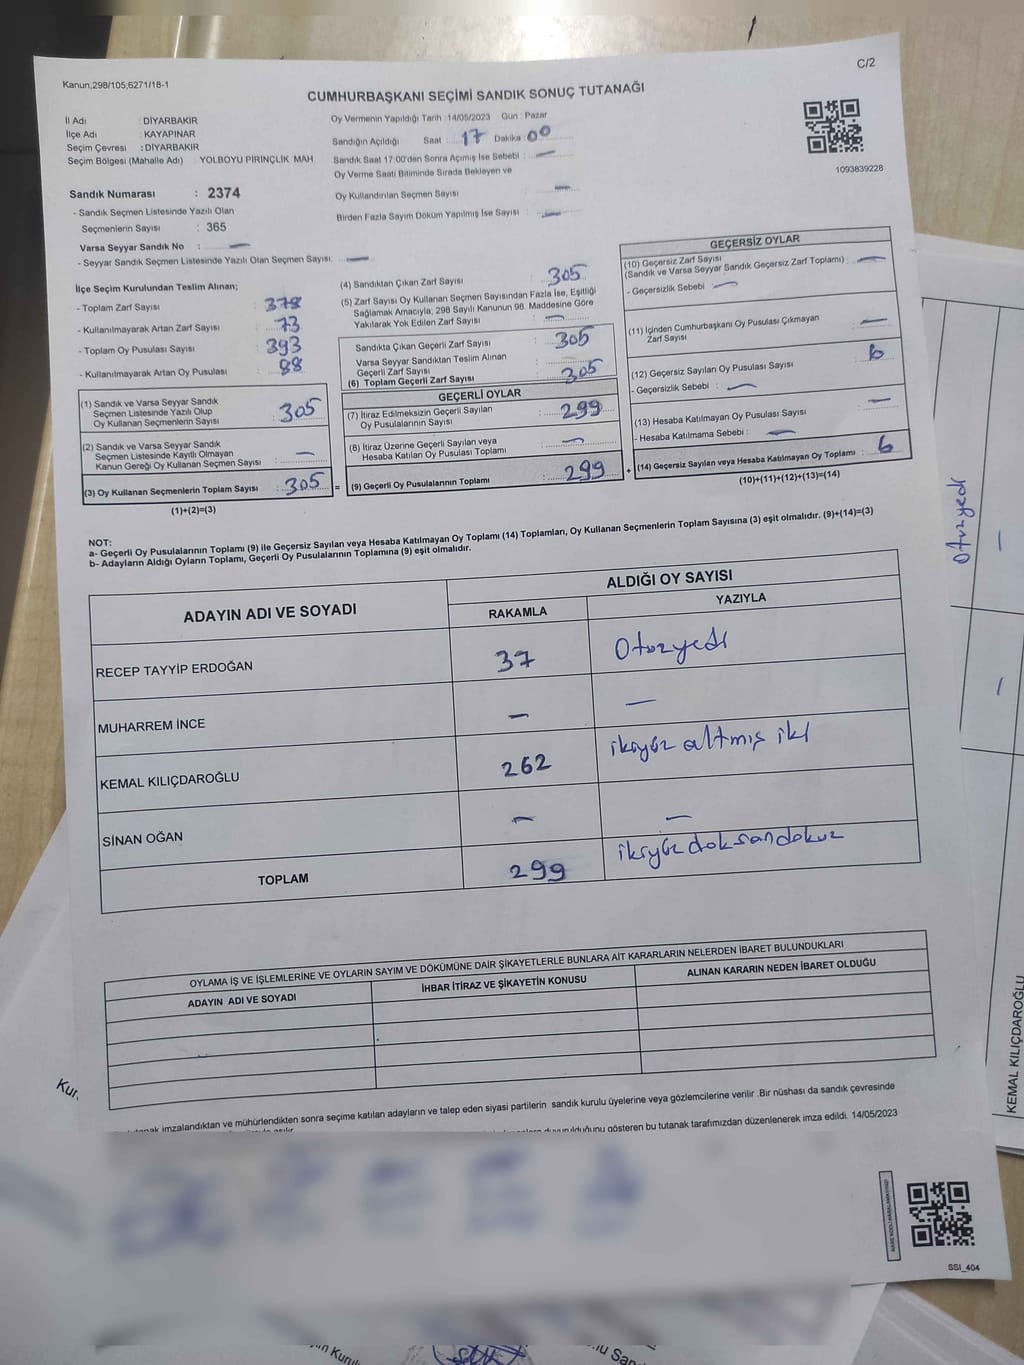 C/2
Kanun,298/105;6271/18-1
CUMHURBAŞKANI SEÇİMİ SANDIK SONUÇ TUTANAĞI
İl Adı : DİYARBAKIR
İlçe Adı : KAYAPINAR
Seçim Çevresi : DİYARBAKIR
Seçim Bölgesi (Mahalle Adı) YOLBOYU PİRİNÇLİK MAH
Sandık Numarası : 2374
- Sandık Seçmen Listesinde Yazılı Olan
Seçmenlerin Sayısı : 365
Varsa Seyyar Sandık No : —
- Seyyar Sandık Seçmen Listesinde Yazılı Olan Seçmen Sayısı: —
Oy Vermenin Yapıldığı Tarih : 14/05/2023 Gün : Pazar
Sandığın Açıldığı Saat : 17 Dakika : 00
Sandık Saat 17:00'den Sonra Açımış İse Sebebi : —
Oy Verme Saati Bitiminde Sırada Bekleyen ve
Oy Kullandırılan Seçmen Sayısı —
Birden Fazla Sayım Döküm Yapılmış İse Sayısı : —
1093839228
İlçe Seçim Kurulundan Teslim Alınan;
- Toplam Zarf Sayısı : 378
- Kullanılmayarak Artan Zarf Sayısı : 73
- Toplam Oy Pusulası Sayısı : 393
- Kullanılmayarak Artan Oy Pusulası : 88
(1) Sandık ve Varsa Seyyar Sandık
Seçmen Listesinde Yazılı Olup
Oy Kullanan Seçmenlerin Sayısı : 305
(2) Sandık ve Varsa Seyyar Sandık
Seçmen Listesinde Kayıtlı Olmayan
Kanun Gereği Oy Kullanan Seçmen Sayısı : —
(3) Oy Kullanan Seçmenlerin Toplam Sayısı : 305
(1)+(2)=(3)
(4) Sandıktan Çıkan Zarf Sayısı : 305
(5) Zarf Sayısı Oy Kullanan Seçmen Sayısından Fazla İse, Eşitliği
Sağlamak Amacıyla, 298 Sayılı Kanunun 98. Maddesine Göre
Yakılarak Yok Edilen Zarf Sayısı : —
Sandıkta Çıkan Geçerli Zarf Sayısı : 305
Varsa Seyyar Sandıktan Teslim Alınan
Geçerli Zarf Sayısı
(6) Toplam Geçerli Zarf Sayısı : 305
GEÇERLİ OYLAR
(7) İtiraz Edilmeksizin Geçerli Sayılan
Oy Pusulalarının Sayısı : 299
(8) İtiraz Üzerine Geçerli Sayılan veya
Hesaba Katılan Oy Pusulası Toplamı : —
(9) Geçerli Oy Pusulalarının Toplamı : 299
=
+
GEÇERSİZ OYLAR
(10) Geçersiz Zarf Sayısı
(Sandık ve Varsa Seyyar Sandık Geçersiz Zarf Toplamı) : —
- Geçersizlik Sebebi : —
(11) İçinden Cumhurbaşkanı Oy Pusulası Çıkmayan
Zarf Sayısı : —
(12) Geçersiz Sayılan Oy Pusulası Sayısı : 6
- Geçersizlik Sebebi : —
(13) Hesaba Katılmayan Oy Pusulası Sayısı : —
- Hesaba Katılmama Sebebi : —
(14) Geçersiz Sayılan veya Hesaba Katılmayan Oy Toplamı : 6
(10)+(11)+(12)+(13)=(14)
NOT:
a- Geçerli Oy Pusulalarının Toplamı (9) ile Geçersiz Sayılan veya Hesaba Katılmayan Oy Toplamı (14) Toplamları, Oy Kullanan Seçmenlerin Toplam Sayısına (3) eşit olmalıdır. (9)+(14)=(3)
b- Adayların Aldığı Oyların Toplamı, Geçerli Oy Pusulalarının Toplamına (9) eşit olmalıdır.
ADAYIN ADI VE SOYADI
ALDIĞI OY SAYISI
RAKAMLA YAZIYLA
RECEP TAYYİP ERDOĞAN 37 Otuzyedi
MUHARREM İNCE — —
KEMAL KILIÇDAROĞLU 262 ikiyüz altmış iki
SİNAN OĞAN — —
TOPLAM 299 ikiyüzdoksandokuz
OYLAMA İŞ VE İŞLEMLERİNE VE OYLARIN SAYIM VE DÖKÜMÜNE DAİR ŞİKAYETLERLE BUNLARA AİT KARARLARIN NELERDEN İBARET BULUNDUKLARI
ADAYIN ADI VE SOYADI İHBAR İTİRAZ VE ŞİKAYETİN KONUSU ALINAN KARARIN NEDEN İBARET OLDUĞU
imzalandıktan ve mühürlendikten sonra seçime katılan adayların ve talep eden siyasi partilerin sandık kurulu üyelerine veya gözlemcilerine verilir .Bir nüshası da sandık çevresinde
gösteren bu tutanak tarafımızdan düzenlenerek imza edildi. 14/05/2023
SSI_404
Otuzyedi
KEMAL KILIÇDAROĞLU